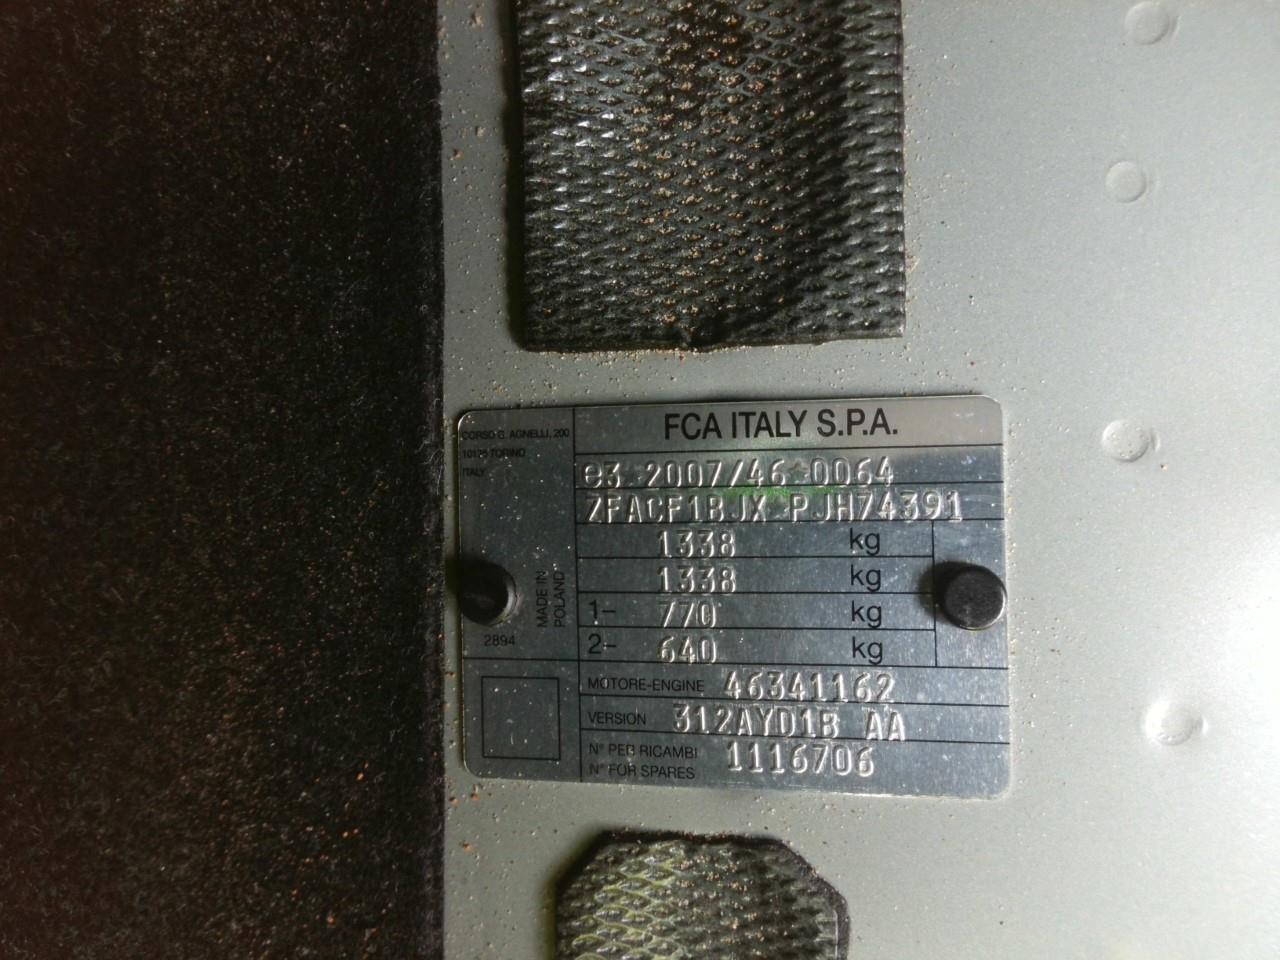 FCA ITALY S.P.A.
CORSO G. AGNELLI, 200
10135 TORINO
ITALY
e3 2007/46 0064
ZFACF1BJX PJH74391
1338 kg
1338 kg
1- 770 kg
2- 640 kg
MADE IN
POLAND
2894
MOTORE-ENGINE 46341162
VERSION 312AYD1B AA
N° PER RICAMBI
N° FOR SPARES
1116706